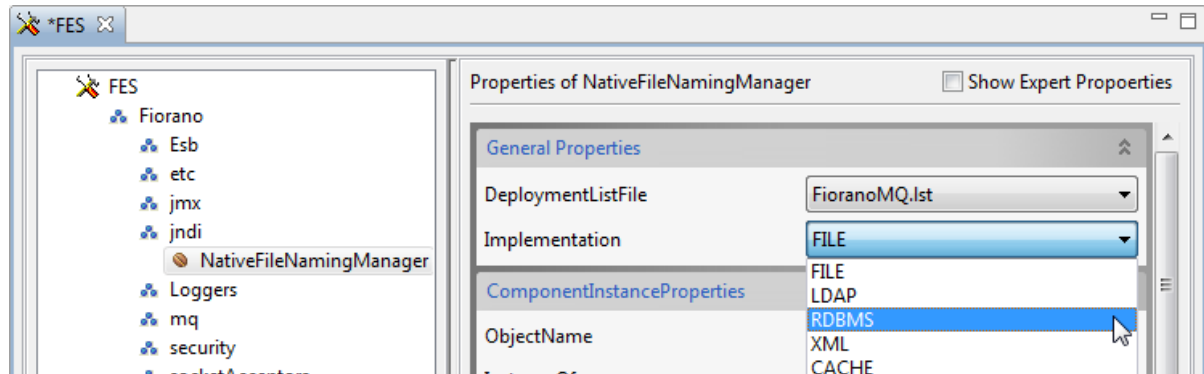 *FES
FES
Fiorano
Esb
etc
jmx
jndi
NativeFileNamingManager
Loggers
mq
security
Properties of NativeFileNamingManager
Show Expert Propoerties
General Properties
DeploymentListFile
FioranoMQ.lst
Implementation
FILE
FILE
LDAP
RDBMS
XML
CACHE
ComponentInstanceProperties
ObjectName